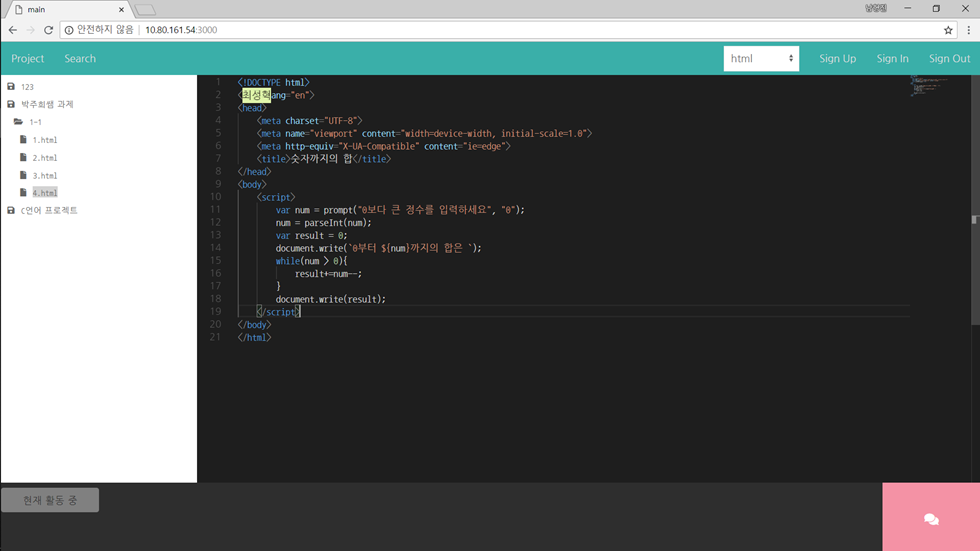 main
남형정
안전하지 않음 | 10.80.161.54:3000
Project Search html Sign Up Sign In Sign Out
123
박주희쌤 과제
1-1
1.html
2.html
3.html
4.html
C언어 프로젝트
1 <!DOCTYPE html>
2 <최성혁ang="en">
3 <head>
4 <meta charset="UTF-8">
5 <meta name="viewport" content="width=device-width, initial-scale=1.0">
6 <meta http-equiv="X-UA-Compatible" content="ie=edge">
7 <title>숫자까지의 합</title>
8 </head>
9 <body>
10 <script>
11 var num = prompt("0보다 큰 정수를 입력하세요", "0");
12 num = parseInt(num);
13 var result = 0;
14 document.write(`0부터 ${num}까지의 합은 `);
15 while(num > 0){
16 result+=num--;
17 }
18 document.write(result);
19 </script>
20 </body>
21 </html>
현재 활동 중